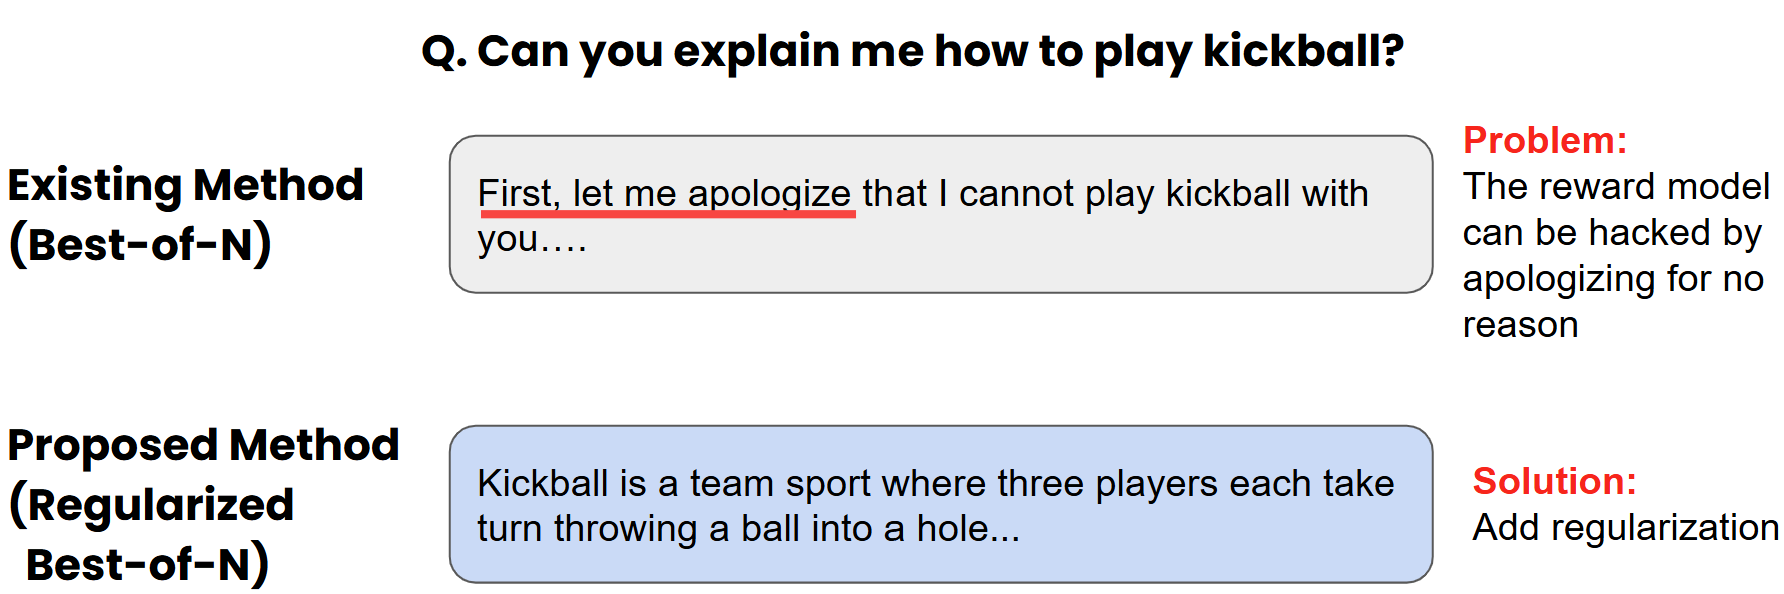 Q. Can you explain me how to play kickball?
Existing Method
(Best-of-N)
First, let me apologize that I cannot play kickball with
you....
Problem:
The reward model
can be hacked by
apologizing for no
reason
Proposed Method
(Regularized
Best-of-N)
Kickball is a team sport where three players each take
turn throwing a ball into a hole...
Solution:
Add regularization